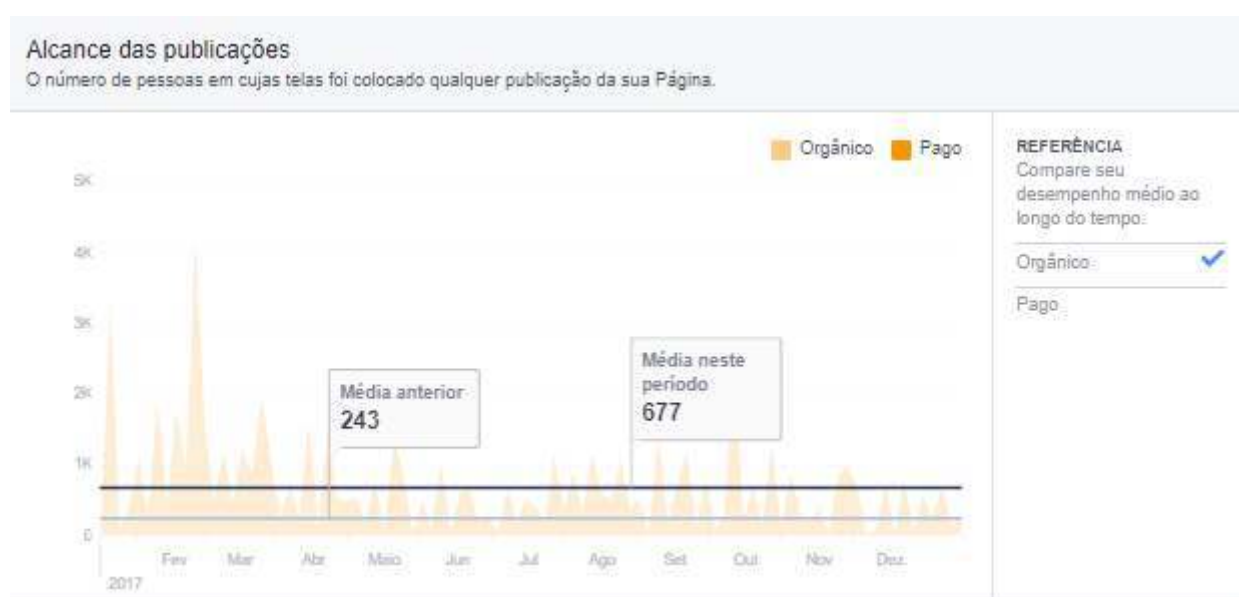 Alcance das publicações
O número de pessoas em cujas telas foi colocado qualquer publicação da sua Página.
Orgânico Pago
REFERÊNCIA
Compare seu
desempenho médio ao
longo do tempo.
Orgânico
Pago
5K
4K
3K
2K
1K
0
Média anterior
243
Média neste
período
677
Fev Mar Abr Maio Jun Jul Ago Set Out Nov Dez
2017